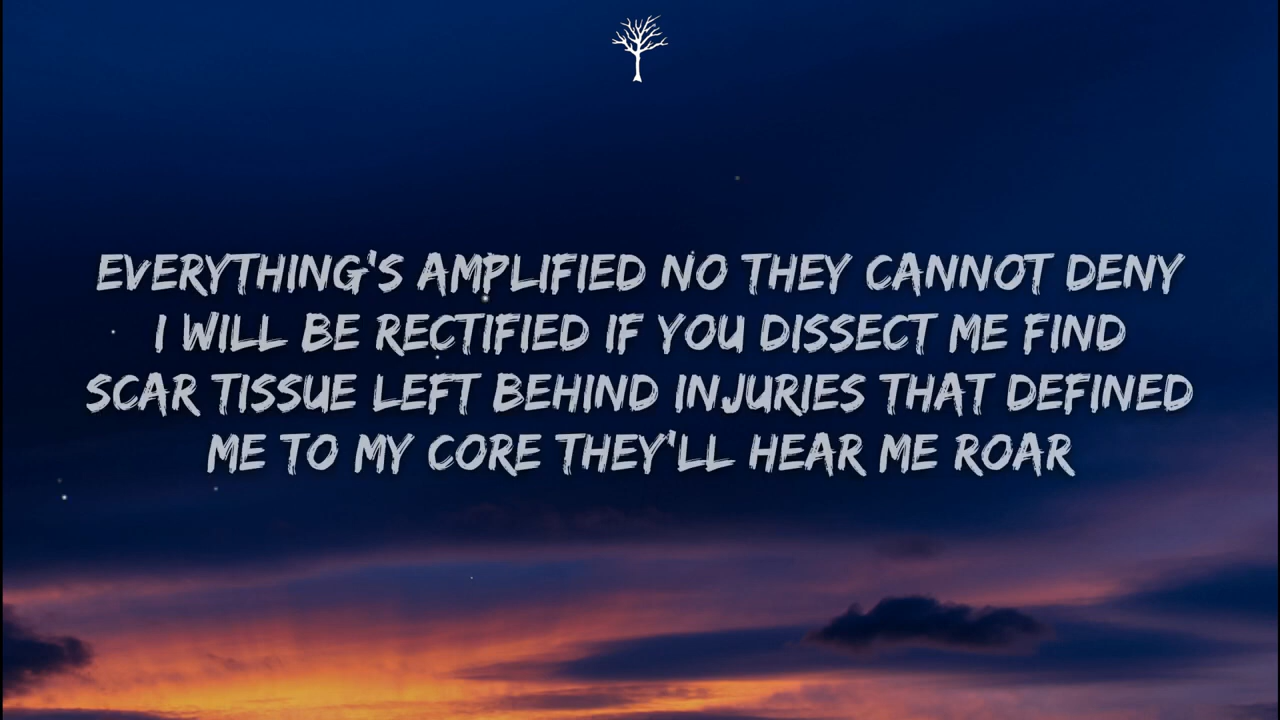 EVERYTHING'S AMPLIFIED NO THEY CANNOT DENY
I WILL BE RECTIFIED IF YOU DISSECT ME FIND
SCAR TISSUE LEFT BEHIND INJURIES THAT DEFINED
ME TO MY CORE THEY'LL HEAR ME ROAR